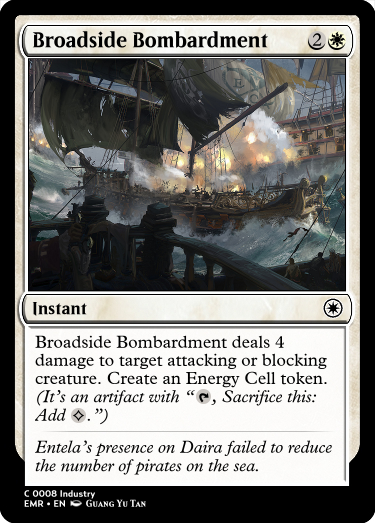 Broadside Bombardment 2
Instant
Broadside Bombardment deals 4
damage to target attacking or blocking
creature. Create an Energy Cell token.
(It's an artifact with “, Sacrifice this:
Add .”)
Entela's presence on Daira failed to reduce
the number of pirates on the sea.
C 0008 Industry
EMR • EN Guang Yu Tan